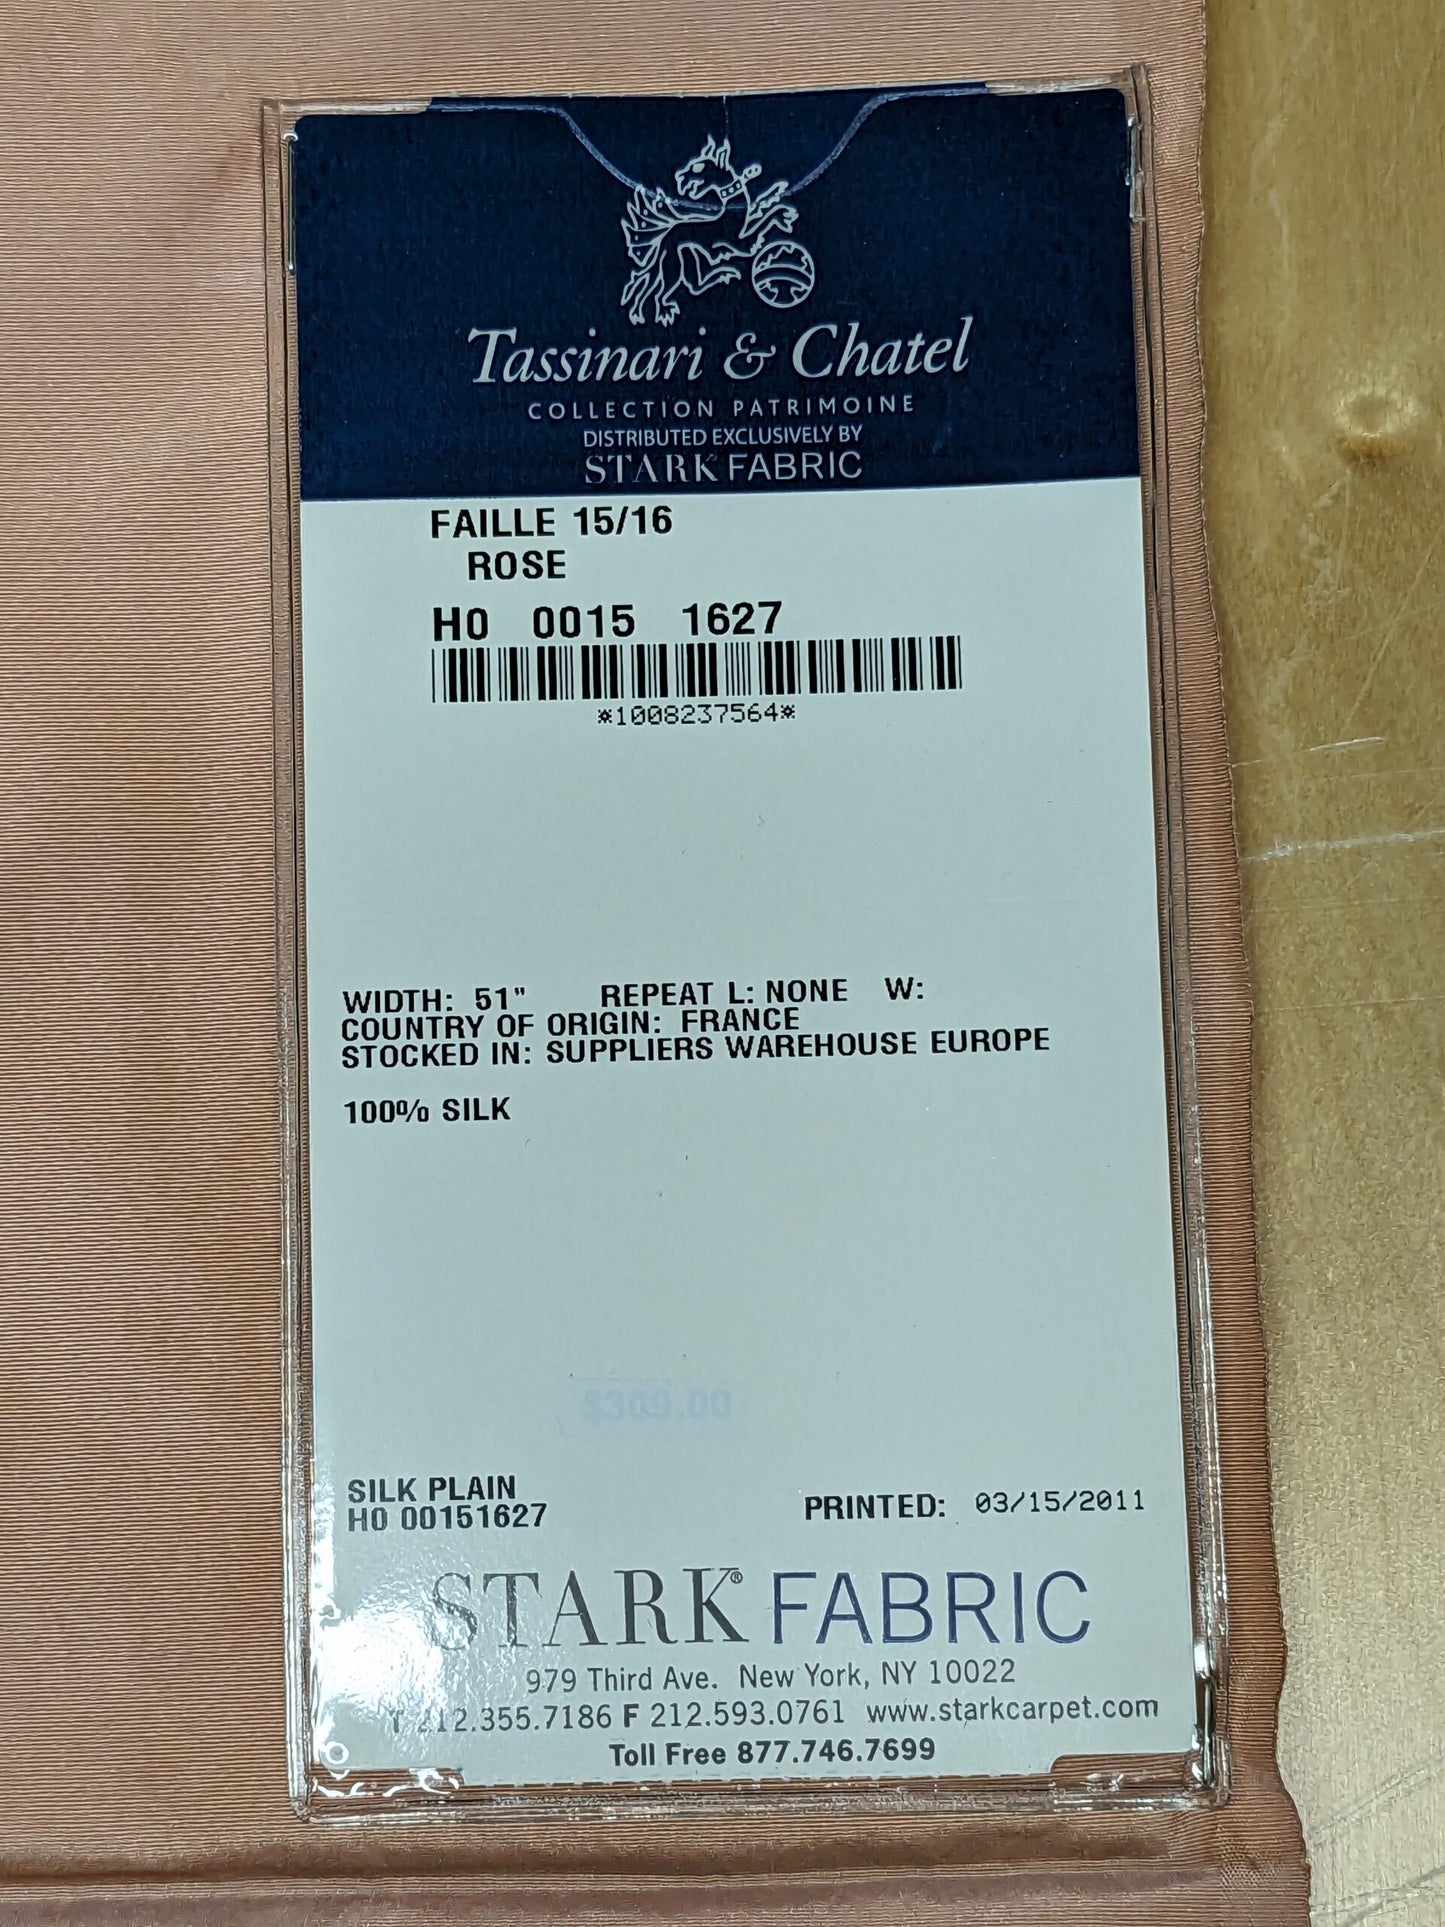 Tassinari & Chatel
COLLECTION PATRIMOINE
DISTRIBUTED EXCLUSIVELY BY
STARK FABRIC
FAILLE 15/16
ROSE
H0 0015 1627
*1008237564*
WIDTH: 51" REPEAT L: NONE W:
COUNTRY OF ORIGIN: FRANCE
STOCKED IN: SUPPLIERS WAREHOUSE EUROPE
100% SILK
$309.00
SILK PLAIN
H0 00151627 PRINTED: 03/15/2011
STARK® FABRIC
979 Third Ave. New York, NY 10022
T 212.355.7186 F 212.593.0761 www.starkcarpet.com
Toll Free 877.746.7699